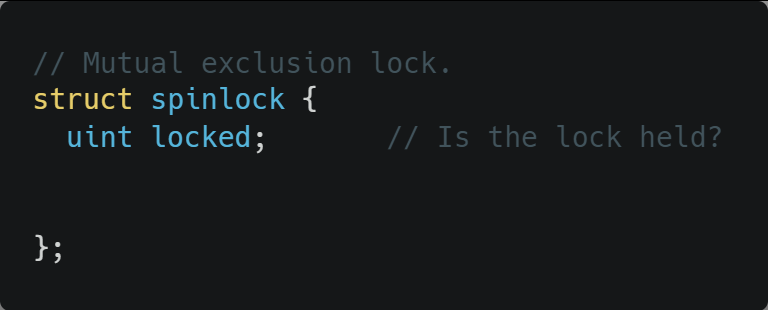 // Mutual exclusion lock.
struct spinlock {
  uint locked;       // Is the lock held?
};